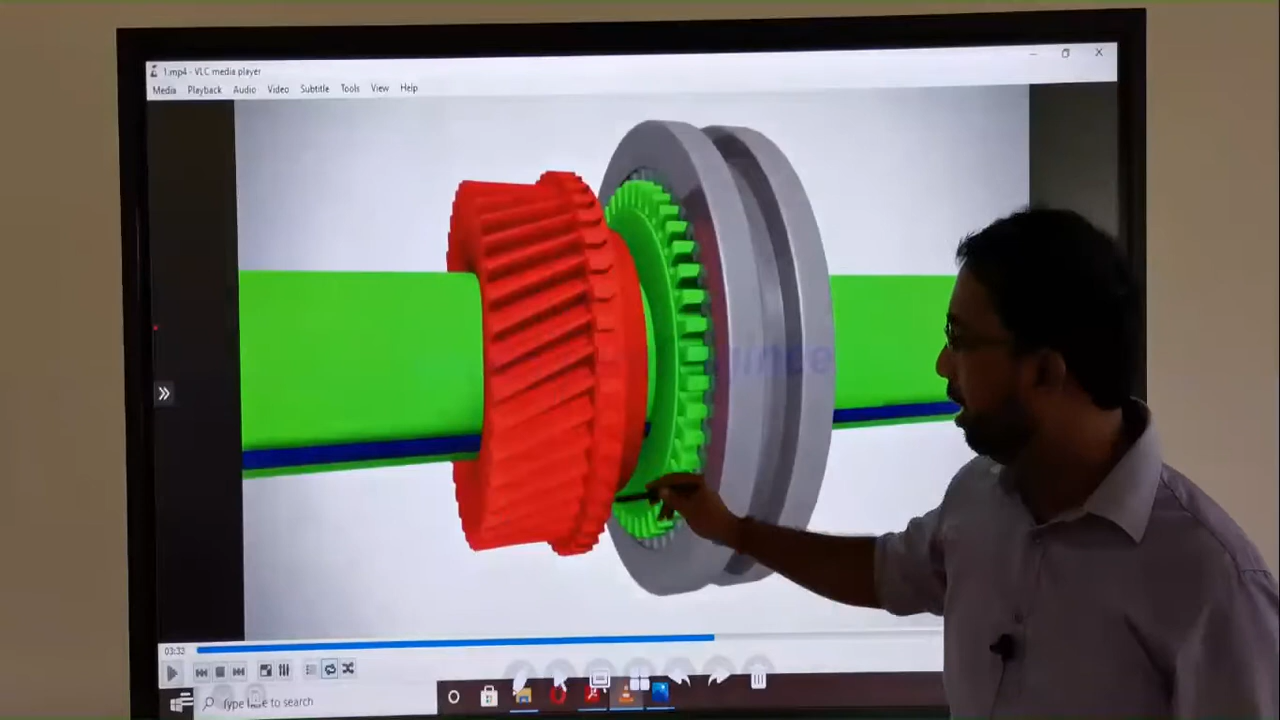 1.mp4 - VLC media player
Media Playback Audio Video Subtitle Tools View Help
03:33
Type here to search